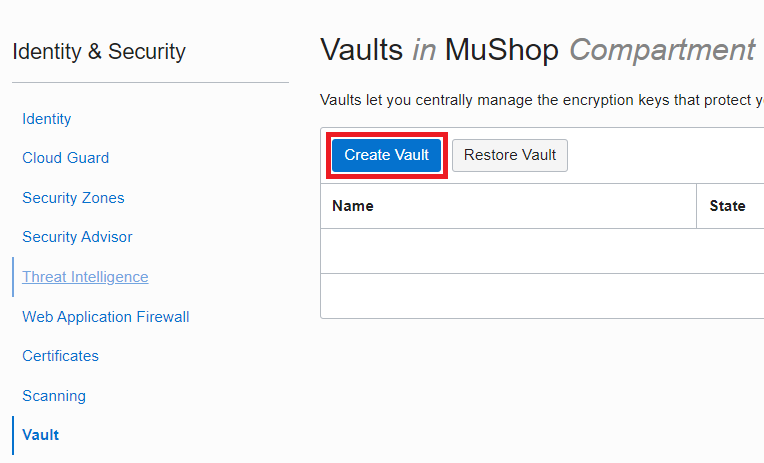 Identity & Security
Identity
Cloud Guard
Security Zones
Security Advisor
Threat Intelligence
Web Application Firewall
Certificates
Scanning
Vault
Vaults in MuShop Compartment
Vaults let you centrally manage the encryption keys that protect
Create Vault
Restore Vault
Name
State